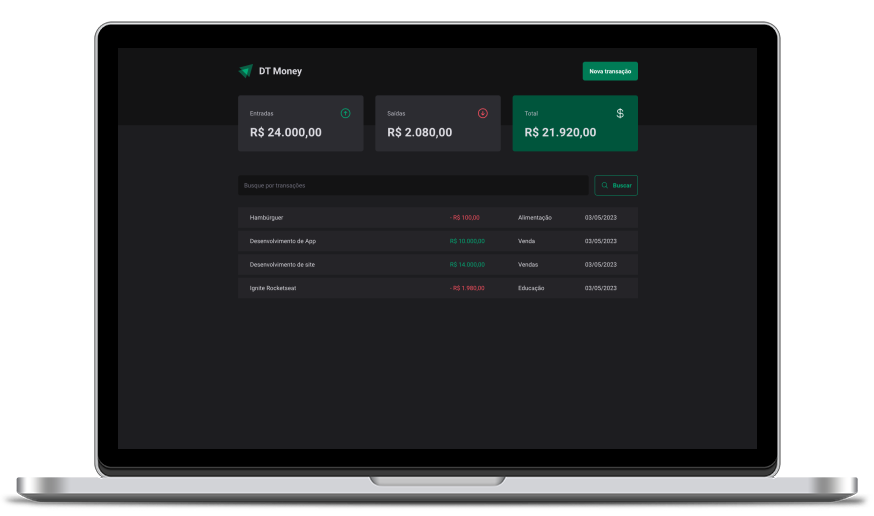 DT Money
Nova transação
Entradas
R$ 24.000,00
Saídas
R$ 2.080,00
Total
$
R$ 21.920,00
Busque por transações
Buscar
Hambúrguer - R$ 100,00 Alimentação 03/05/2023
Desenvolvimento de App R$ 10.000,00 Venda 03/05/2023
Desenvolvimento de site R$ 14.000,00 Vendas 03/05/2023
Ignite Rocketseat - R$ 1.980,00 Educação 03/05/2023